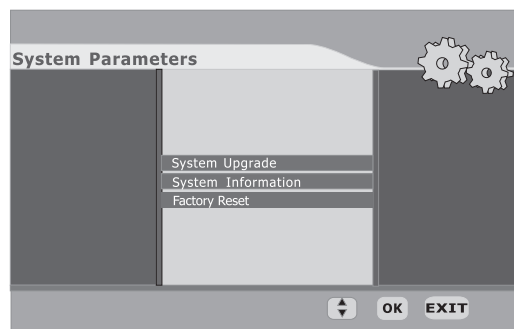 System Parameters
System Upgrade
System Information
Factory Reset
OK EXIT